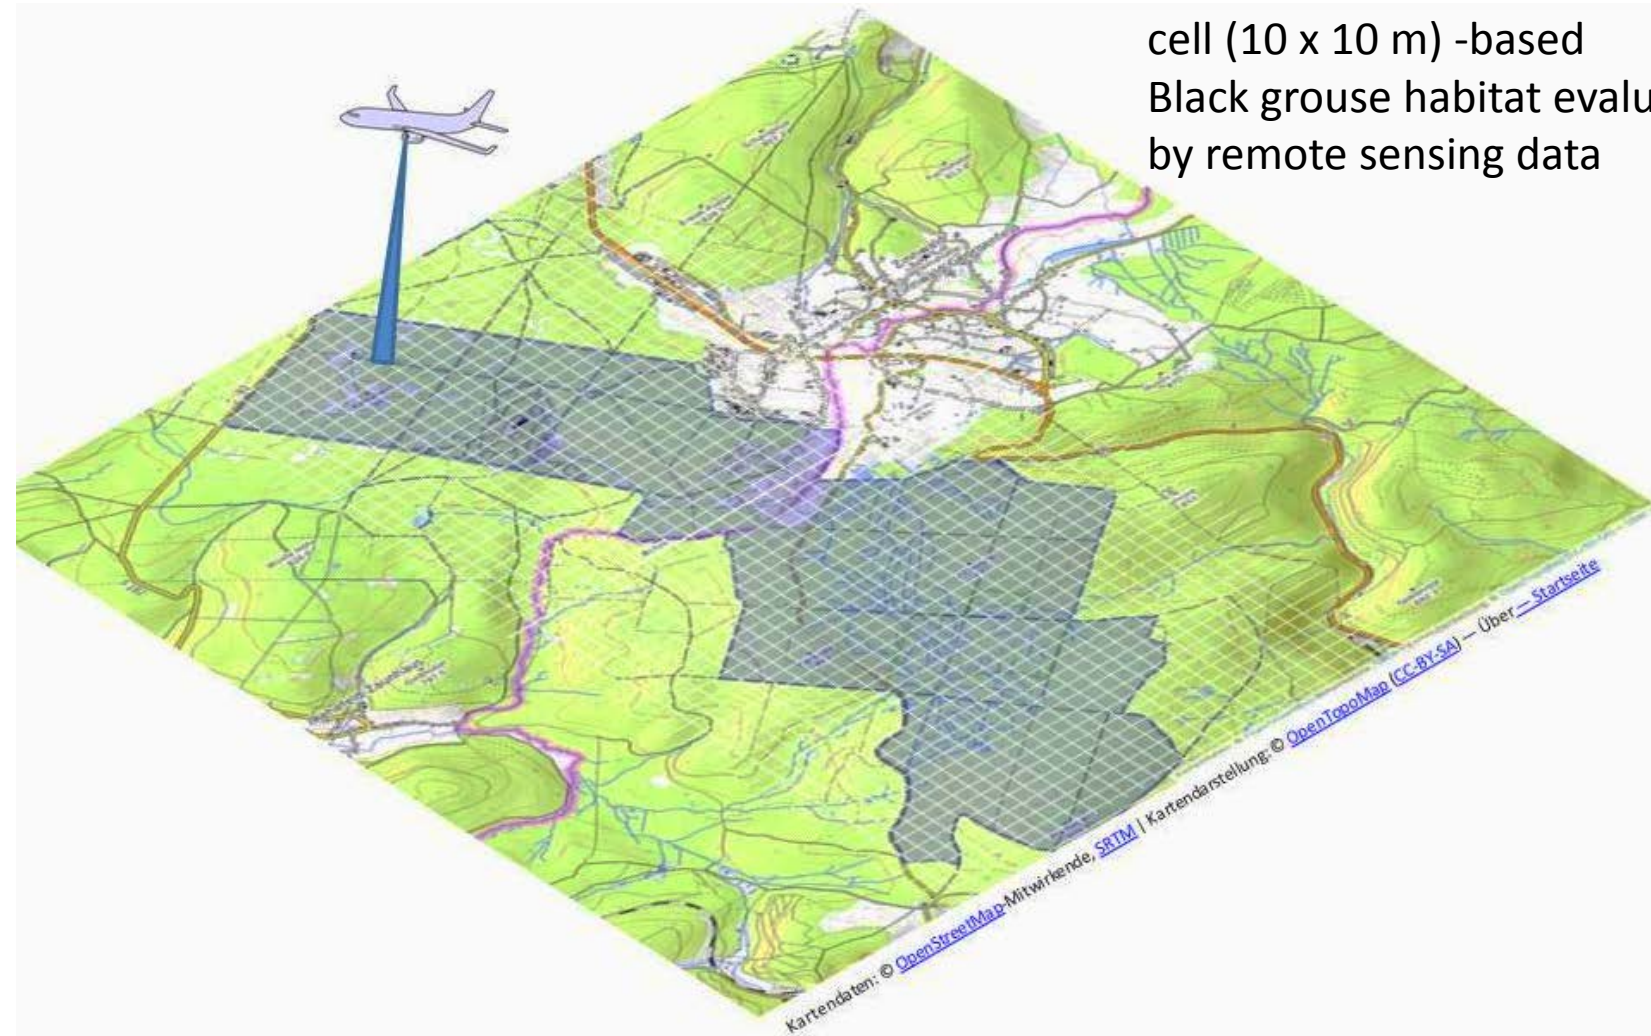 cell (10 x 10 m) -based
Black grouse habitat evalu
by remote sensing data
Kartendaten: © OpenStreetMap-Mitwirkende, SRTM | Kartendarstellung: © OpenTopoMap (CC-BY-SA) — Über — Startseite